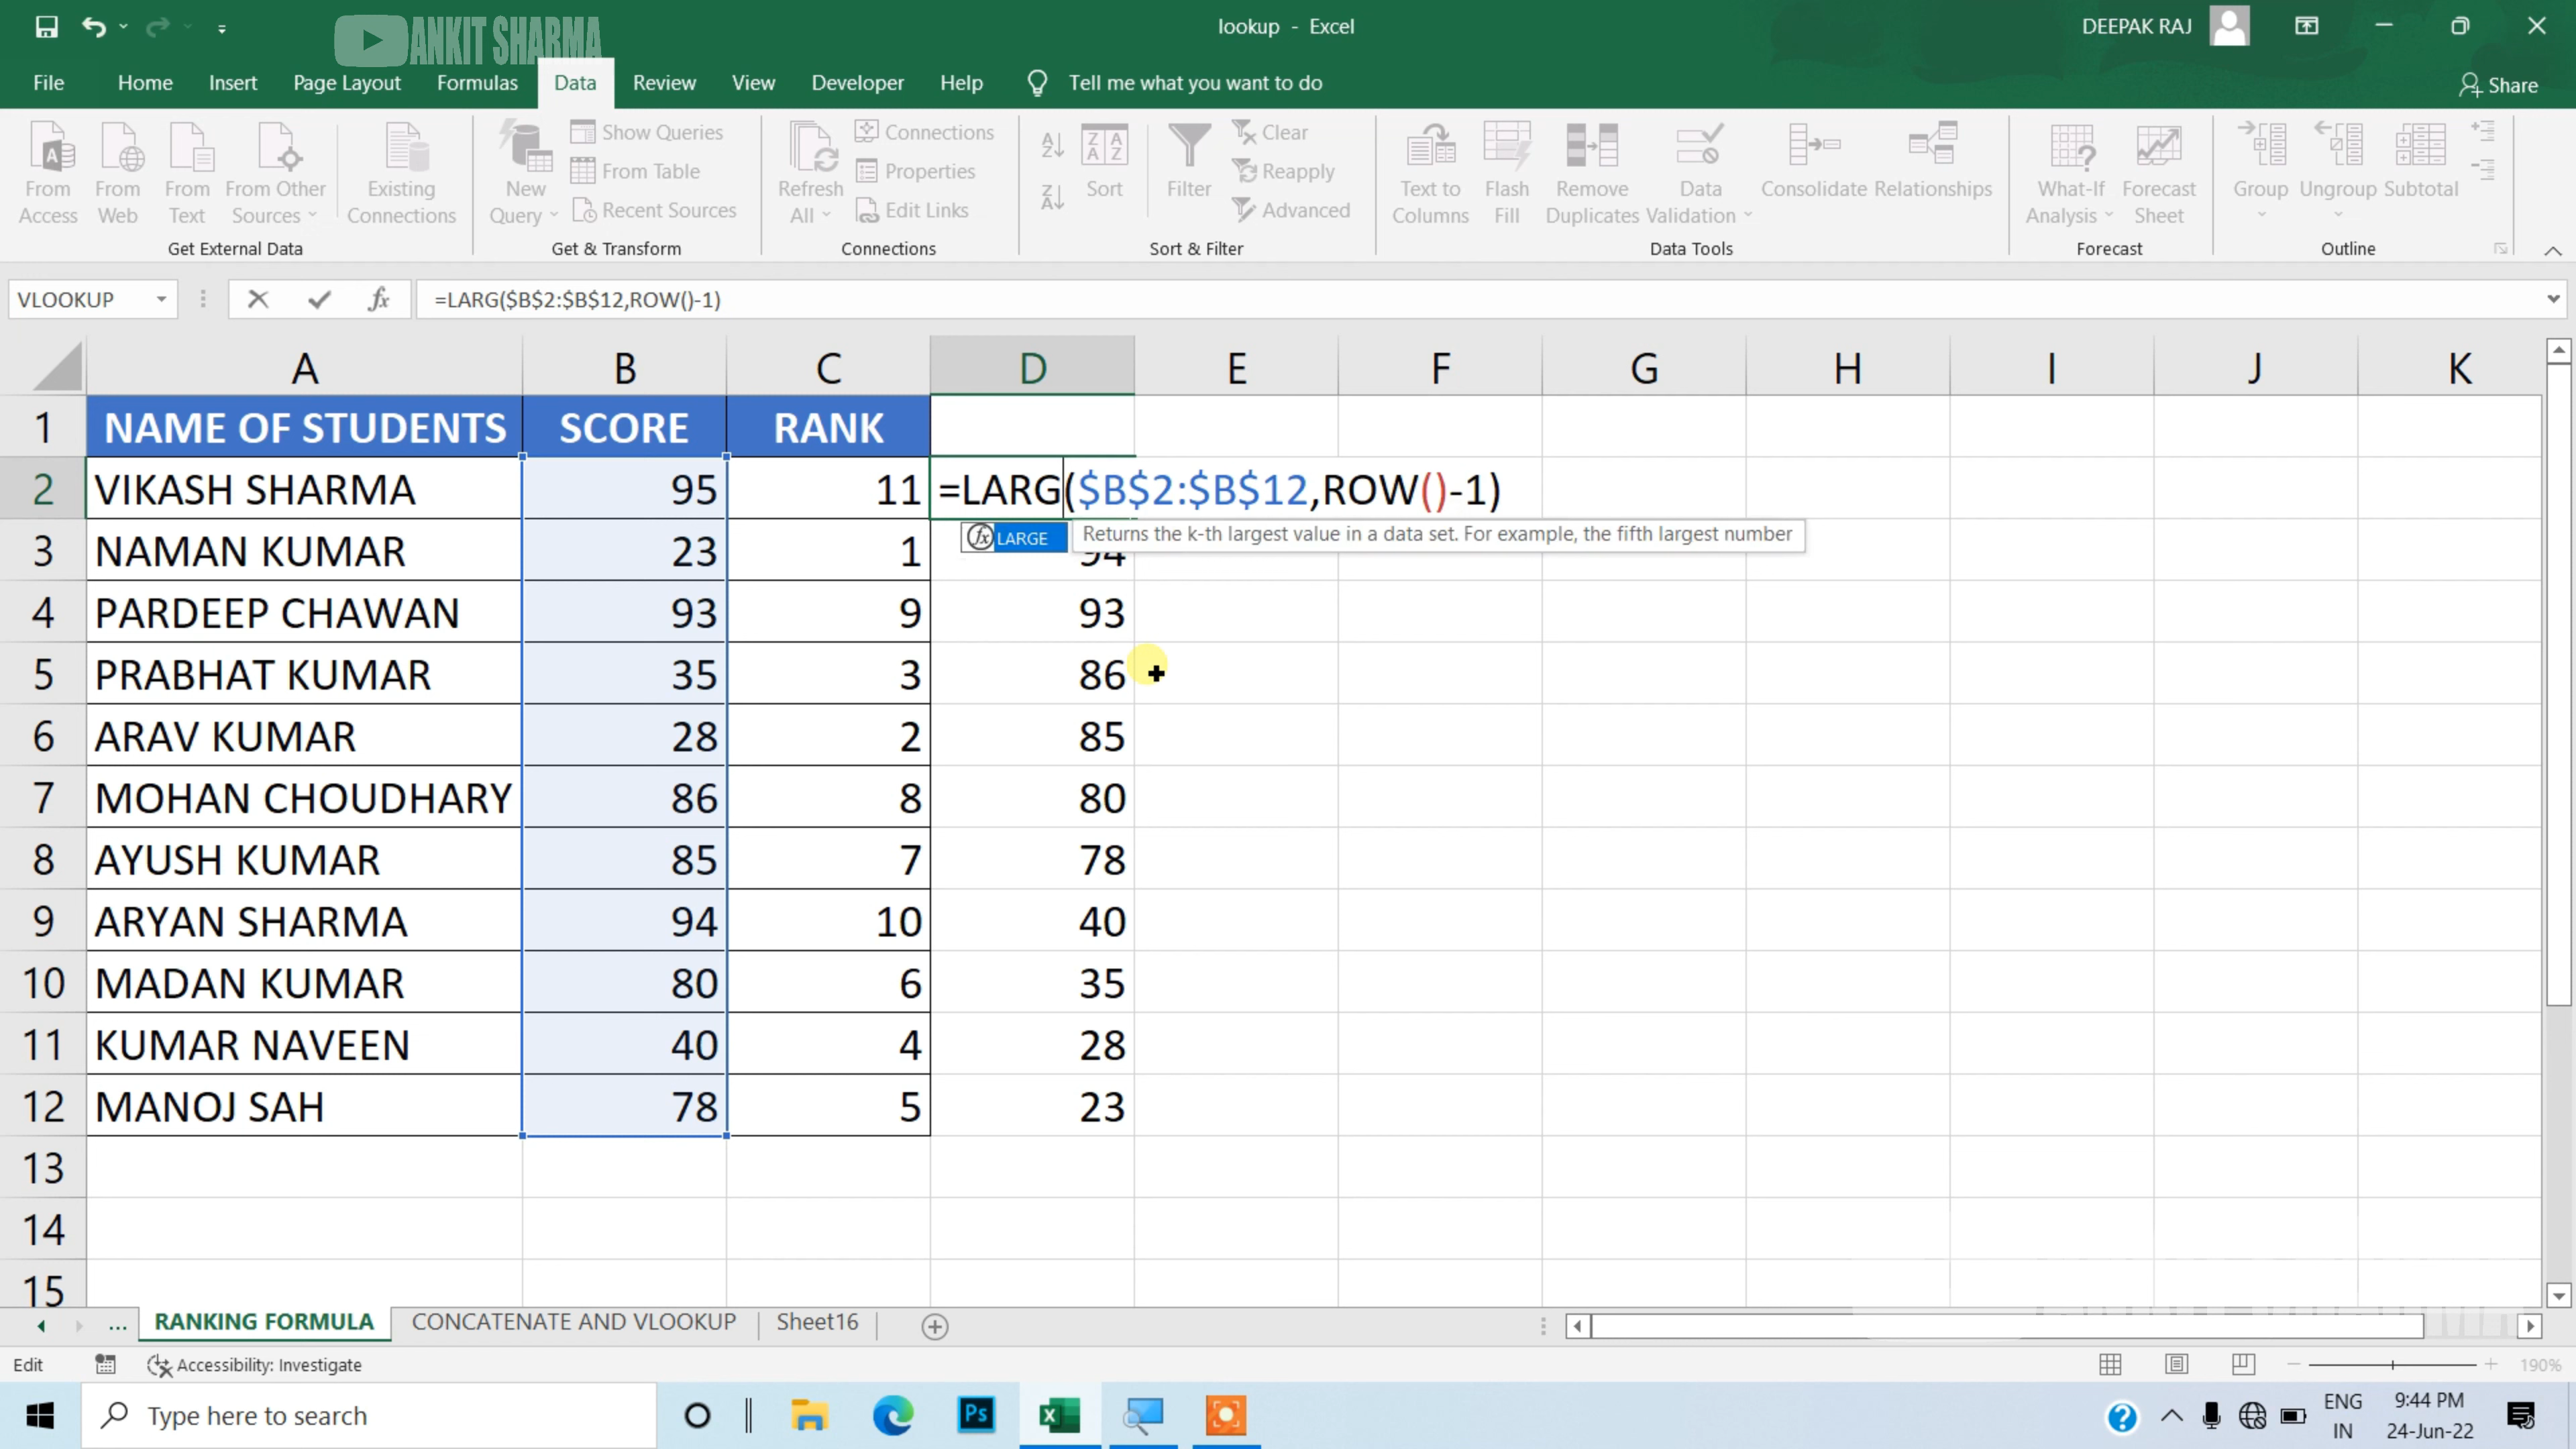 ANKIT SHARMA
lookup - Excel
DEEPAK RAJ
File Home Insert Page Layout Formulas Data Review View Developer Help Tell me what you want to do Share
From Access
From Web
From Text
From Other Sources
Existing Connections
Get External Data
New Query
Show Queries
From Table
Recent Sources
Get & Transform
Refresh All
Connections
Properties
Edit Links
Connections
Sort
Filter
Clear
Reapply
Advanced
Sort & Filter
Text to Columns
Flash Fill
Remove Duplicates
Data Validation
Consolidate
Relationships
Data Tools
What-If Analysis
Forecast Sheet
Forecast
Group
Ungroup
Subtotal
Outline
VLOOKUP fx =LARG($B$2:$B$12,ROW()-1)
A B C D E F G H I J K
1 NAME OF STUDENTS SCORE RANK
2 VIKASH SHARMA 95 11 =LARG($B$2:$B$12,ROW()-1)
fx LARGE Returns the k-th largest value in a data set. For example, the fifth largest number
3 NAMAN KUMAR 23 1 94
4 PARDEEP CHAWAN 93 9 93
5 PRABHAT KUMAR 35 3 86
6 ARAV KUMAR 28 2 85
7 MOHAN CHOUDHARY 86 8 80
8 AYUSH KUMAR 85 7 78
9 ARYAN SHARMA 94 10 40
10 MADAN KUMAR 80 6 35
11 KUMAR NAVEEN 40 4 28
12 MANOJ SAH 78 5 23
13
14
15
... RANKING FORMULA CONCATENATE AND VLOOKUP Sheet16
Edit Accessibility: Investigate 190%
Type here to search Ps ENG 9:44 PM
IN 24-Jun-22